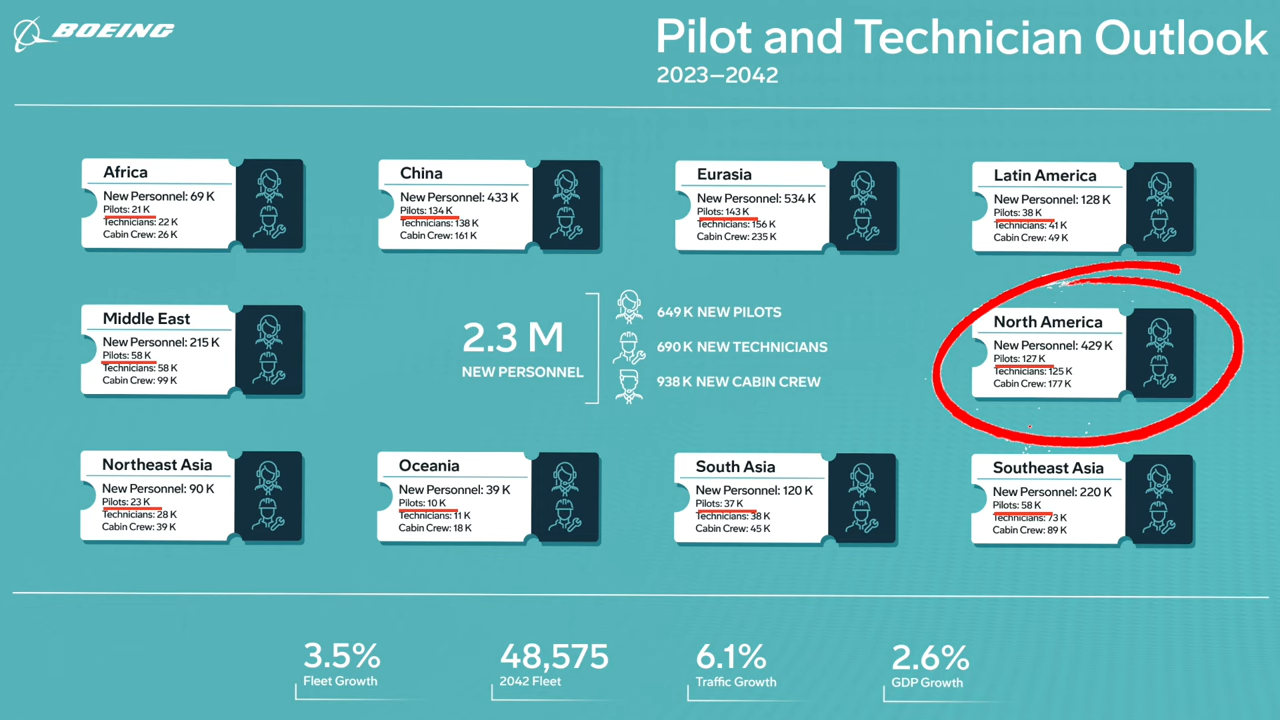 BOEING
Pilot and Technician Outlook
2023–2042
Africa
New Personnel: 69 K
Pilots: 21 K
Technicians: 22 K
Cabin Crew: 26 K
China
New Personnel: 433 K
Pilots: 134 K
Technicians: 138 K
Cabin Crew: 161 K
Eurasia
New Personnel: 534 K
Pilots: 143 K
Technicians: 156 K
Cabin Crew: 235 K
Latin America
New Personnel: 128 K
Pilots: 38 K
Technicians: 41 K
Cabin Crew: 49 K
Middle East
New Personnel: 215 K
Pilots: 58 K
Technicians: 58 K
Cabin Crew: 99 K
2.3 M
NEW PERSONNEL
649 K NEW PILOTS
690 K NEW TECHNICIANS
938 K NEW CABIN CREW
North America
New Personnel: 429 K
Pilots: 127 K
Technicians: 125 K
Cabin Crew: 177 K
Northeast Asia
New Personnel: 90 K
Pilots: 23 K
Technicians: 28 K
Cabin Crew: 39 K
Oceania
New Personnel: 39 K
Pilots: 10 K
Technicians: 11 K
Cabin Crew: 18 K
South Asia
New Personnel: 120 K
Pilots: 37 K
Technicians: 38 K
Cabin Crew: 45 K
Southeast Asia
New Personnel: 220 K
Pilots: 58 K
Technicians: 73 K
Cabin Crew: 89 K
3.5%
Fleet Growth
48,575
2042 Fleet
6.1%
Traffic Growth
2.6%
GDP Growth